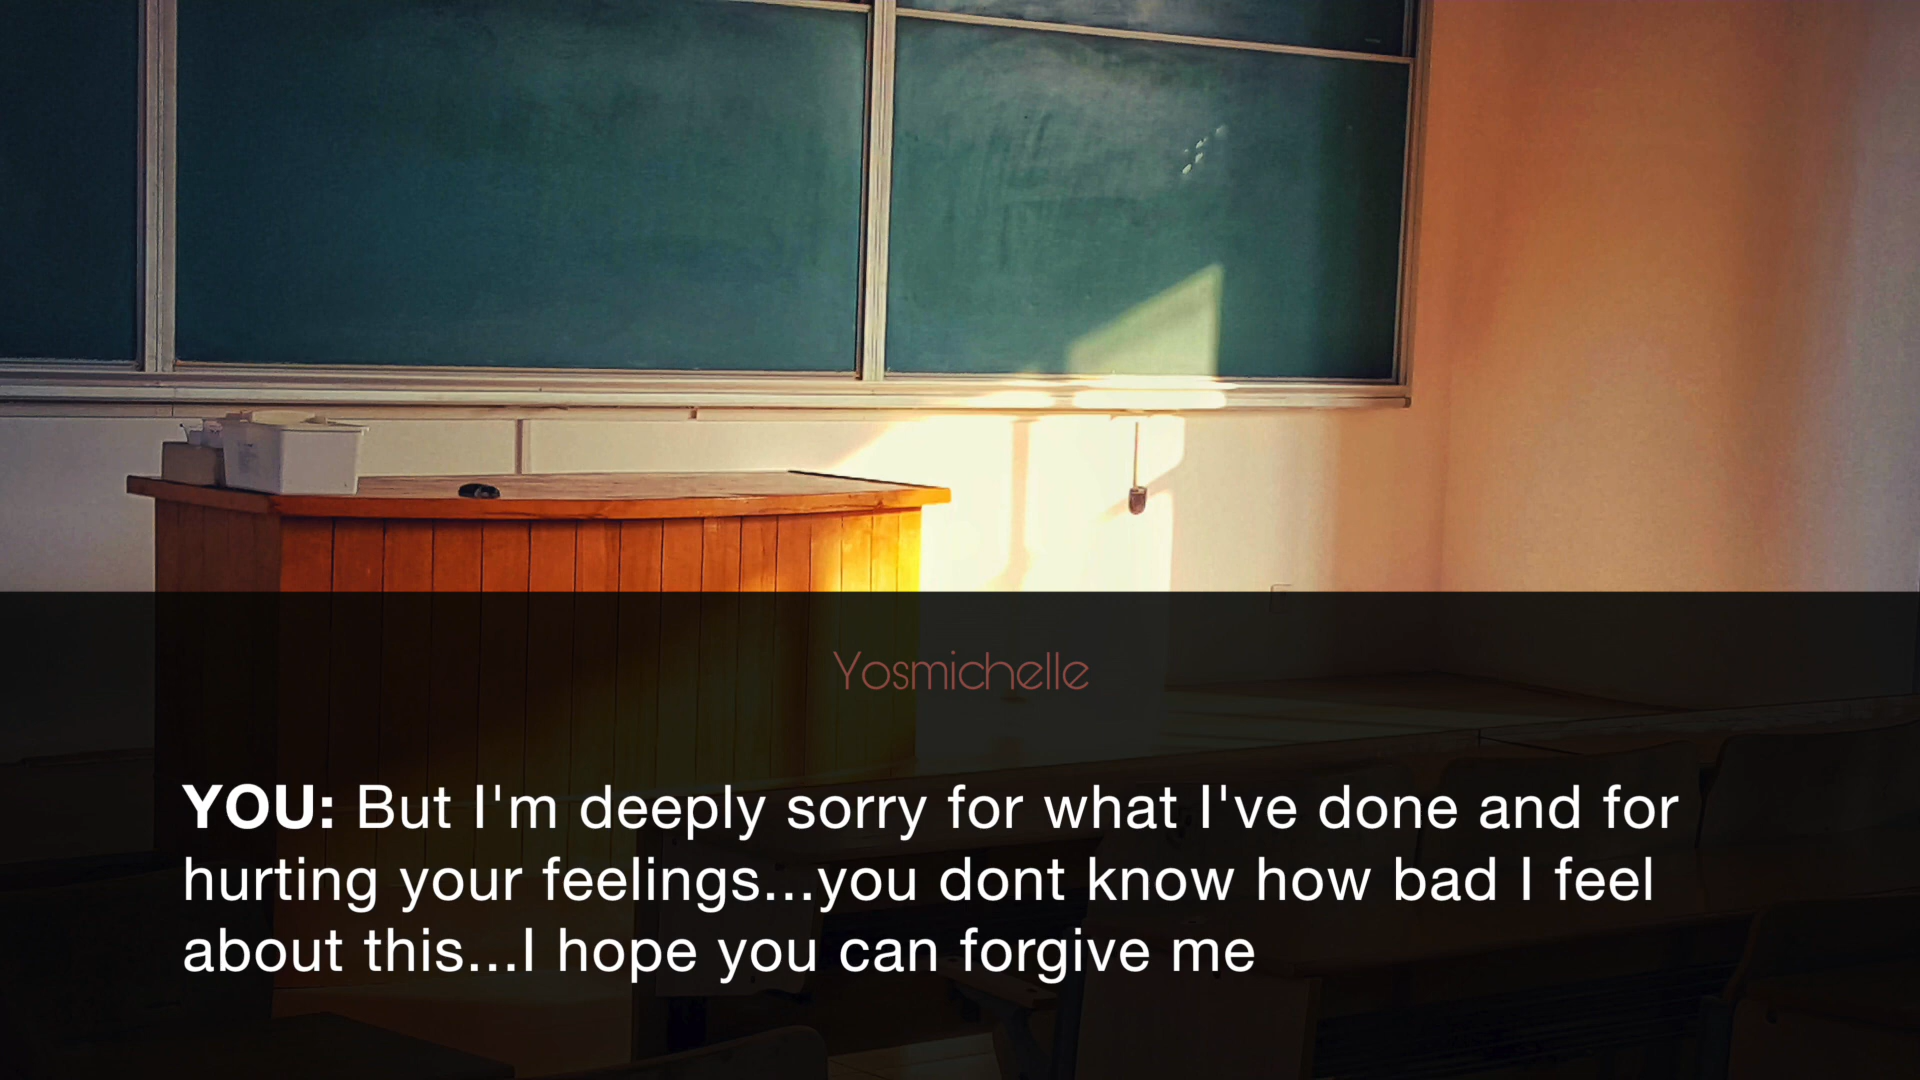 Yosmichelle
YOU: But I'm deeply sorry for what I've done and for
hurting your feelings...you dont know how bad I feel
about this...I hope you can forgive me